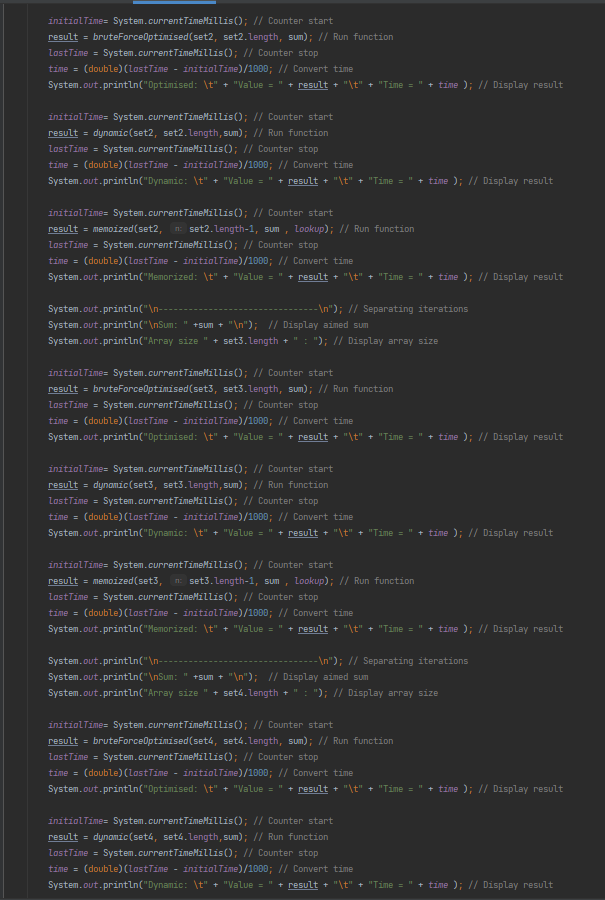 initialTime= System.currentTimeMillis(); // Counter start
result = bruteForceOptimised(set2, set2.length, sum); // Run function
lastTime = System.currentTimeMillis(); // Counter stop
time = (double)(lastTime - initialTime)/1000; // Convert time
System.out.println("Optimised: \t" + "Value = " + result + "\t" + "Time = " + time ); // Display result
initialTime= System.currentTimeMillis(); // Counter start
result = dynamic(set2, set2.length,sum); // Run function
lastTime = System.currentTimeMillis(); // Counter stop
time = (double)(lastTime - initialTime)/1000; // Convert time
System.out.println("Dynamic: \t" + "Value = " + result + "\t" + "Time = " + time ); // Display result
initialTime= System.currentTimeMillis(); // Counter start
result = memoized(set2, n: set2.length-1, sum , lookup); // Run function
lastTime = System.currentTimeMillis(); // Counter stop
time = (double)(lastTime - initialTime)/1000; // Convert time
System.out.println("Memorized: \t" + "Value = " + result + "\t" + "Time = " + time ); // Display result
System.out.println("\n--------------------------------\n"); // Separating iterations
System.out.println("\nSum: " +sum + "\n");  // Display aimed sum
System.out.println("Array size " + set3.length + " : "); // Display array size
initialTime= System.currentTimeMillis(); // Counter start
result = bruteForceOptimised(set3, set3.length, sum); // Run function
lastTime = System.currentTimeMillis(); // Counter stop
time = (double)(lastTime - initialTime)/1000; // Convert time
System.out.println("Optimised: \t" + "Value = " + result + "\t" + "Time = " + time ); // Display result
initialTime= System.currentTimeMillis(); // Counter start
result = dynamic(set3, set3.length,sum); // Run function
lastTime = System.currentTimeMillis(); // Counter stop
time = (double)(lastTime - initialTime)/1000; // Convert time
System.out.println("Dynamic: \t" + "Value = " + result + "\t" + "Time = " + time ); // Display result
initialTime= System.currentTimeMillis(); // Counter start
result = memoized(set3, n: set3.length-1, sum , lookup); // Run function
lastTime = System.currentTimeMillis(); // Counter stop
time = (double)(lastTime - initialTime)/1000; // Convert time
System.out.println("Memorized: \t" + "Value = " + result + "\t" + "Time = " + time ); // Display result
System.out.println("\n--------------------------------\n"); // Separating iterations
System.out.println("\nSum: " +sum + "\n");  // Display aimed sum
System.out.println("Array size " + set4.length + " : "); // Display array size
initialTime= System.currentTimeMillis(); // Counter start
result = bruteForceOptimised(set4, set4.length, sum); // Run function
lastTime = System.currentTimeMillis(); // Counter stop
time = (double)(lastTime - initialTime)/1000; // Convert time
System.out.println("Optimised: \t" + "Value = " + result + "\t" + "Time = " + time ); // Display result
initialTime= System.currentTimeMillis(); // Counter start
result = dynamic(set4, set4.length,sum); // Run function
lastTime = System.currentTimeMillis(); // Counter stop
time = (double)(lastTime - initialTime)/1000; // Convert time
System.out.println("Dynamic: \t" + "Value = " + result + "\t" + "Time = " + time ); // Display result